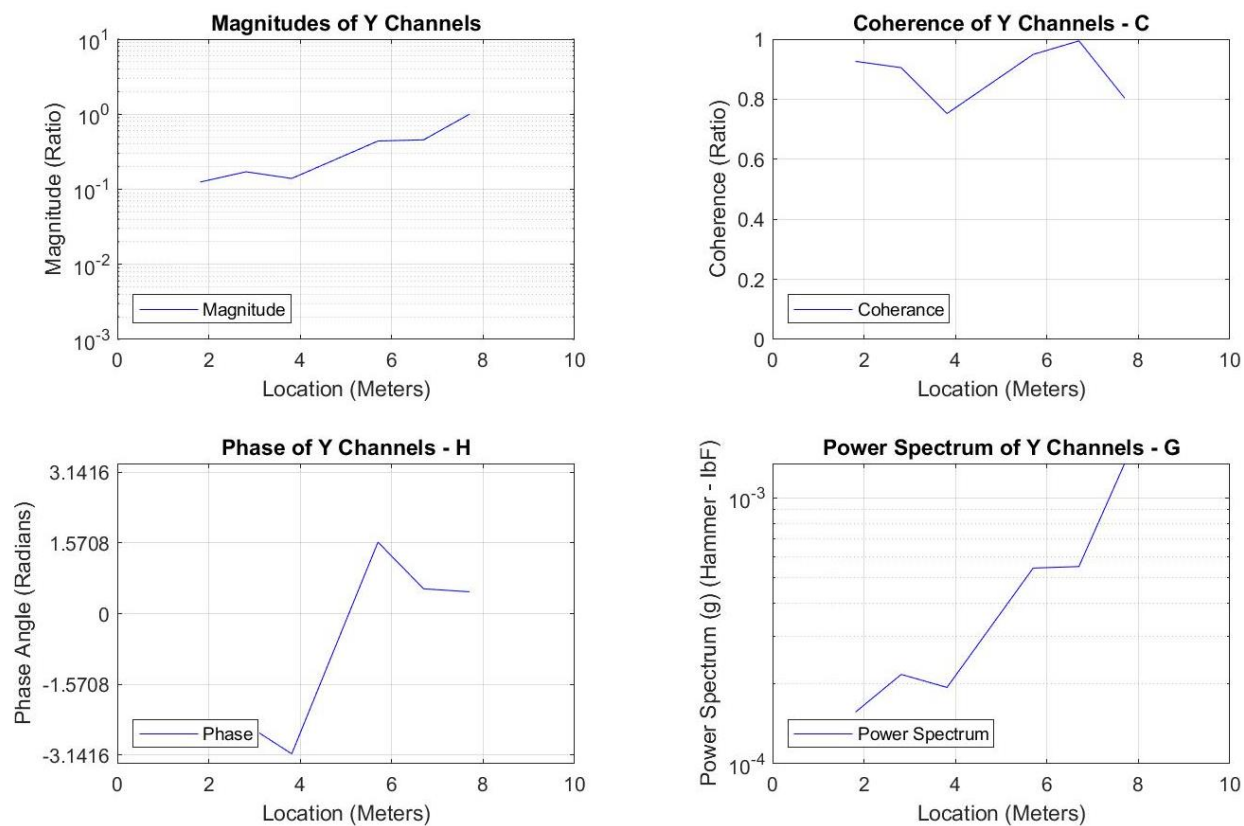 Magnitudes of Y Channels
Magnitude (Ratio)
10^1
10^0
10^-1
10^-2
10^-3
Magnitude
0 2 4 6 8 10
Location (Meters)
Coherence of Y Channels - C
Coherence (Ratio)
1
0.8
0.6
0.4
0.2
0
Coherance
0 2 4 6 8 10
Location (Meters)
Phase of Y Channels - H
Phase Angle (Radians)
3.1416
1.5708
0
-1.5708
-3.1416
Phase
0 2 4 6 8 10
Location (Meters)
Power Spectrum of Y Channels - G
Power Spectrum (g) (Hammer - lbF)
10^-3
10^-4
Power Spectrum
0 2 4 6 8 10
Location (Meters)